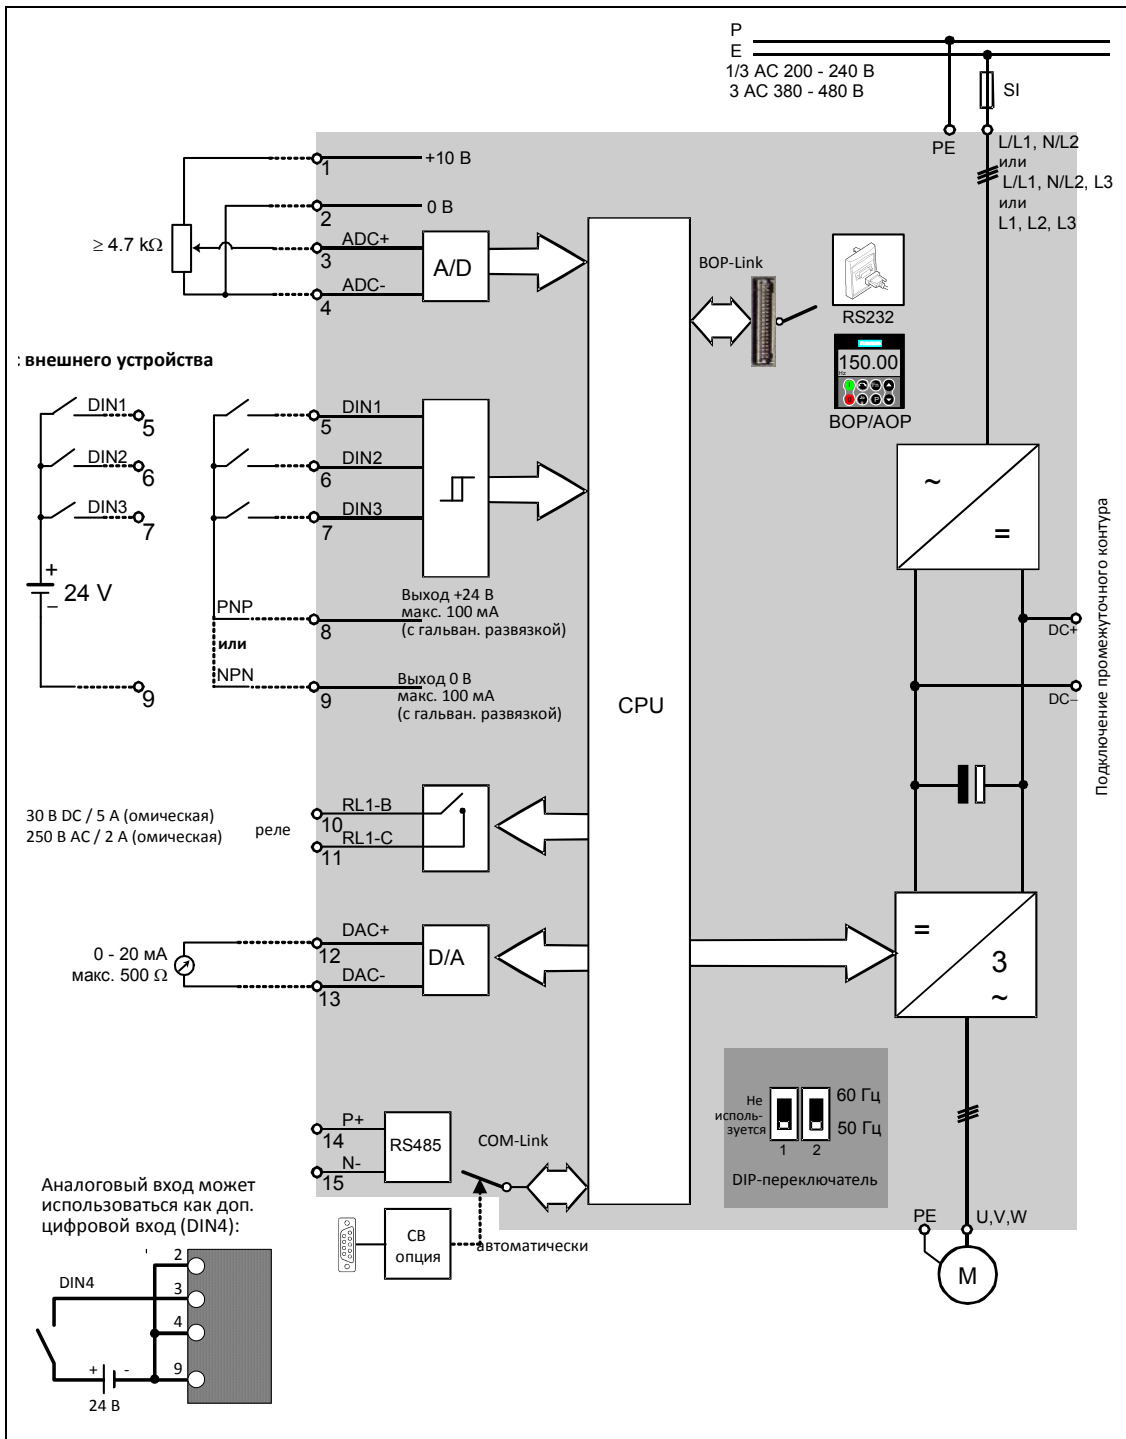 PE
1/3 AC 200 - 240 В
3 AC 380 - 480 В
SI
PE
L/L1, N/L2
или
L/L1, N/L2, L3
или
L1, L2, L3
1
+10 В
2
0 В
≥ 4.7 kΩ
ADC+
3
ADC-
4
A/D
BOP-Link
RS232
150.00
Hz
BOP/AOP
: внешнего устройства
DIN1
5
DIN2
6
DIN3
7
+
24 V
–
9
DIN1
5
DIN2
6
DIN3
7
PNP
8
или
NPN
9
Выход +24 В
макс. 100 мА
(с гальван. развязкой)
Выход 0 В
макс. 100 мА
(с гальван. развязкой)
CPU
~
=
DC+
DC–
Подключение промежуточного контура
30 В DC / 5 А (омическая)
250 В AC / 2 А (омическая)
реле
RL1-B
10
RL1-C
11
0 - 20 мА
макс. 500 Ω
DAC+
12
DAC-
13
D/A
=
3
~
P+
14
N-
15
RS485
COM-Link
СВ
опция
автоматически
Не
исполь-
зуется
1
2
60 Гц
50 Гц
DIP-переключатель
PE
U,V,W
M
Аналоговый вход может
использоваться как доп.
цифровой вход (DIN4):
DIN4
2
3
4
9
+
-
24 В